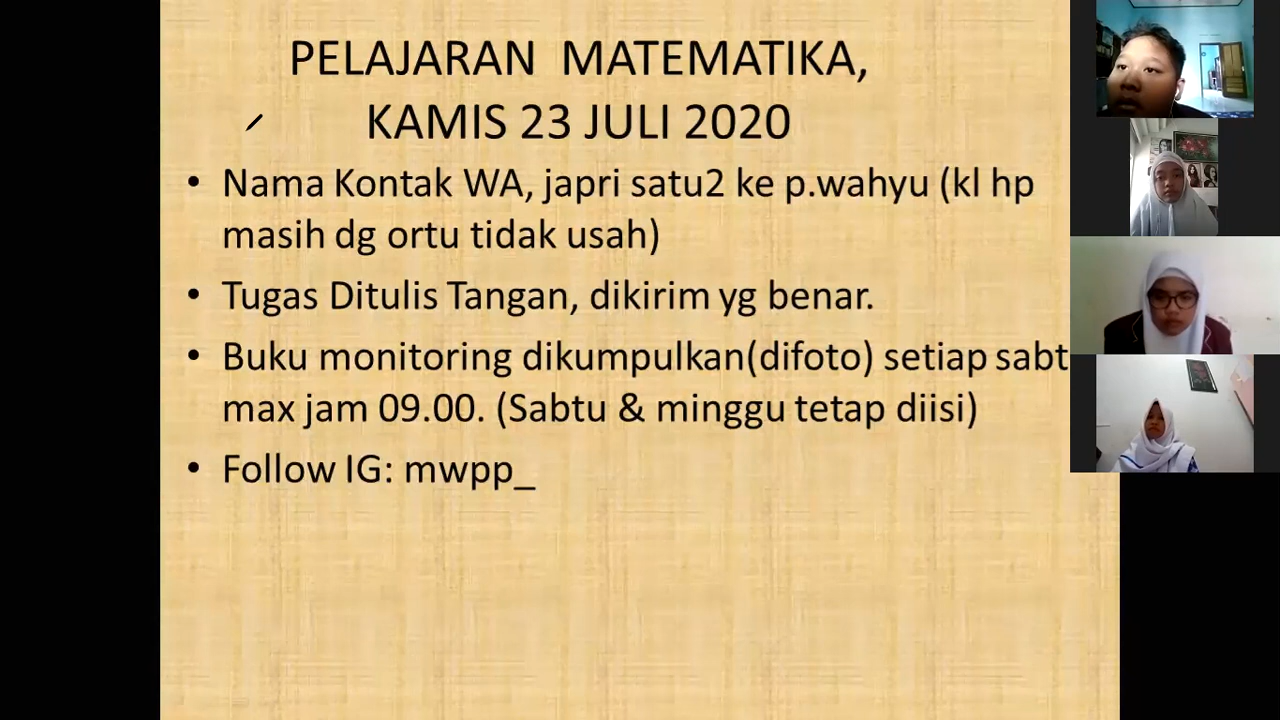 PELAJARAN MATEMATIKA,
KAMIS 23 JULI 2020
• Nama Kontak WA, japri satu2 ke p.wahyu (kl hp
masih dg ortu tidak usah)
• Tugas Ditulis Tangan, dikirim yg benar.
• Buku monitoring dikumpulkan(difoto) setiap sabt
max jam 09.00. (Sabtu & minggu tetap diisi)
• Follow IG: mwpp_